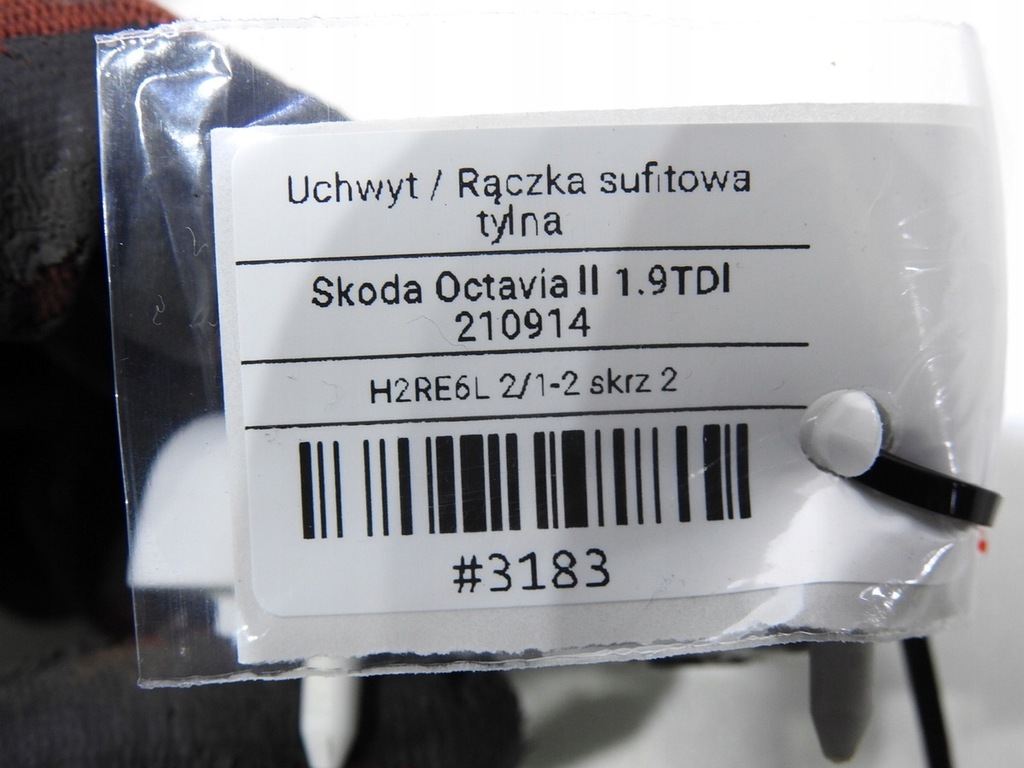 Uchwyt / Rączka sufitowa
tylna
Skoda Octavia II 1.9TDI
210914
H2RE6L 2/1-2 skrz 2
#3183